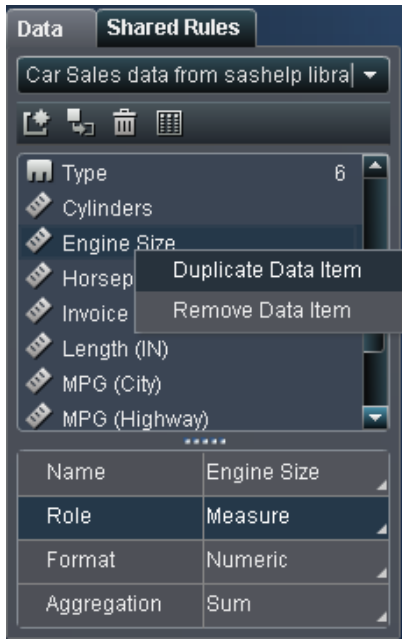 Data Shared Rules
Car Sales data from sashelp libra
Type 6
Cylinders
Engine Size
Duplicate Data Item
Horsep
Remove Data Item
Invoice
Length (IN)
MPG (City)
MPG (Highway)
Name Engine Size
Role Measure
Format Numeric
Aggregation Sum